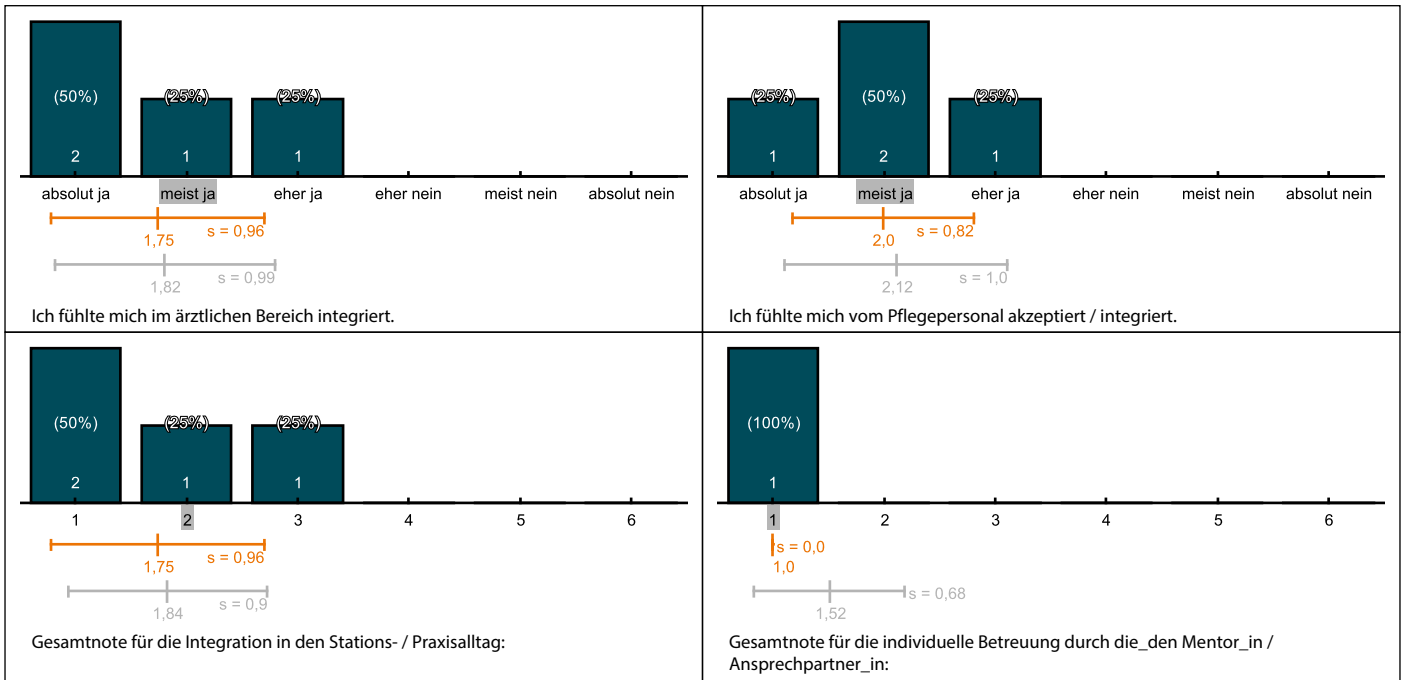 (50%) (25%) (25%)
2 1 1
absolut ja meist ja eher ja eher nein meist nein absolut nein
s = 0,96
1,75
s = 0,99
1,82
Ich fühlte mich im ärztlichen Bereich integriert.
(25%) (50%) (25%)
1 2 1
absolut ja meist ja eher ja eher nein meist nein absolut nein
s = 0,82
2,0
s = 1,0
2,12
Ich fühlte mich vom Pflegepersonal akzeptiert / integriert.
(50%) (25%) (25%)
2 1 1
1 2 3 4 5 6
s = 0,96
1,75
s = 0,9
1,84
Gesamtnote für die Integration in den Stations- / Praxisalltag:
(100%)
1
1 2 3 4 5 6
s = 0,0
1,0
s = 0,68
1,52
Gesamtnote für die individuelle Betreuung durch die_den Mentor_in /
Ansprechpartner_in: